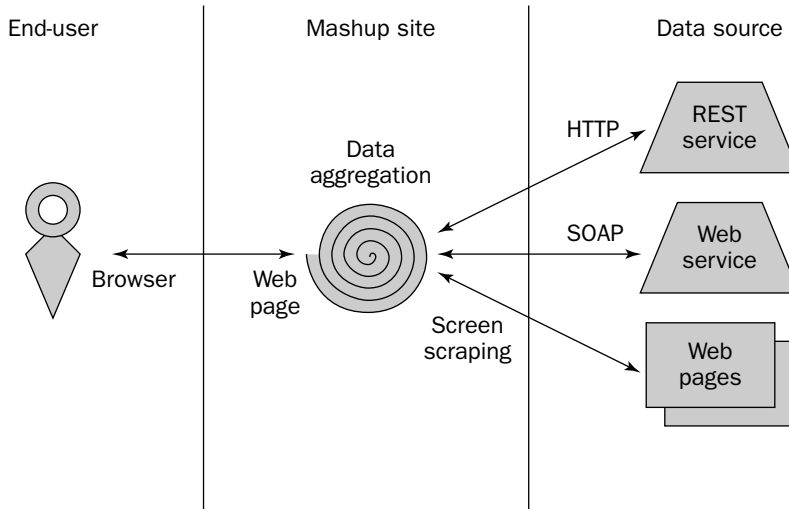 End-user
Mashup site
Data source
REST
service
HTTP
Data
aggregation
SOAP
Web
service
Browser
Web
page
Screen
scraping
Web
pages